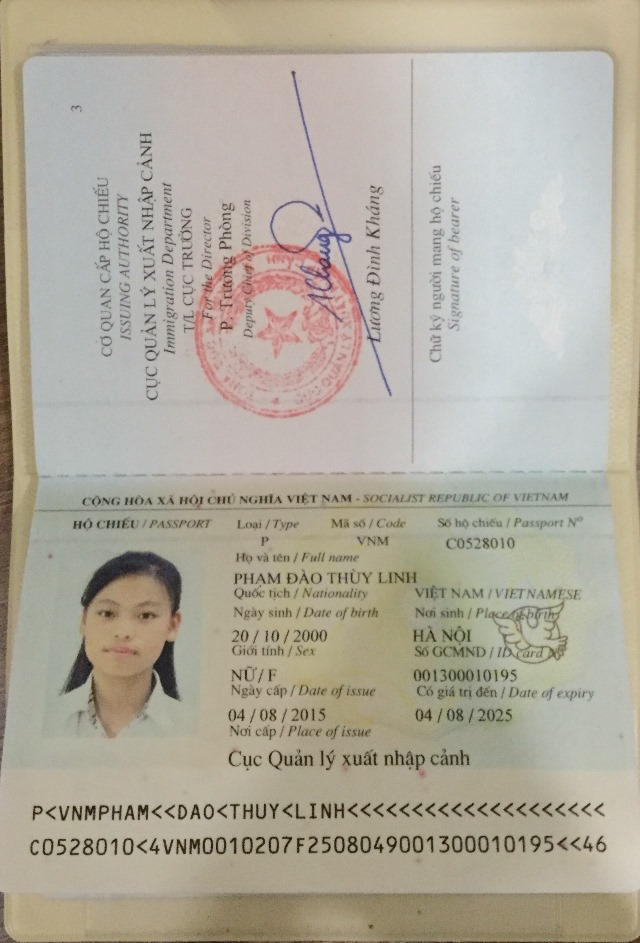 3
CƠ QUAN CẤP HỘ CHIẾU
ISSUING AUTHORITY
CỤC QUẢN LÝ XUẤT NHẬP CẢNH
Immigration Department
T/L CỤC TRƯỞNG
For the Director
P. Trưởng Phòng
Deputy Chief of Division
Lương Đình Kháng
Chữ ký người mang hộ chiếu
Signature of bearer
CỘNG HÒA XÃ HỘI CHỦ NGHĨA VIỆT NAM - SOCIALIST REPUBLIC OF VIETNAM
HỘ CHIẾU / PASSPORT Loại / Type Mã số / Code Số hộ chiếu / Passport Nº
P VNM C0528010
Họ và tên / Full name
PHẠM ĐÀO THÙY LINH
Quốc tịch / Nationality VIỆT NAM / VIETNAMESE
Ngày sinh / Date of birth Nơi sinh / Place of birth
20 / 10 / 2000 HÀ NỘI
Giới tính / Sex Số GCMND / ID card Nº
NỮ / F 001300010195
Ngày cấp / Date of issue Có giá trị đến / Date of expiry
04 / 08 / 2015 04 / 08 / 2025
Nơi cấp / Place of issue
Cục Quản lý xuất nhập cảnh
P<VNMPHAM<<DAO<THUY<LINH<<<<<<<<<<<<<<<<<<<<
C0528010<4VNM0010207F2508049001300010195<<46